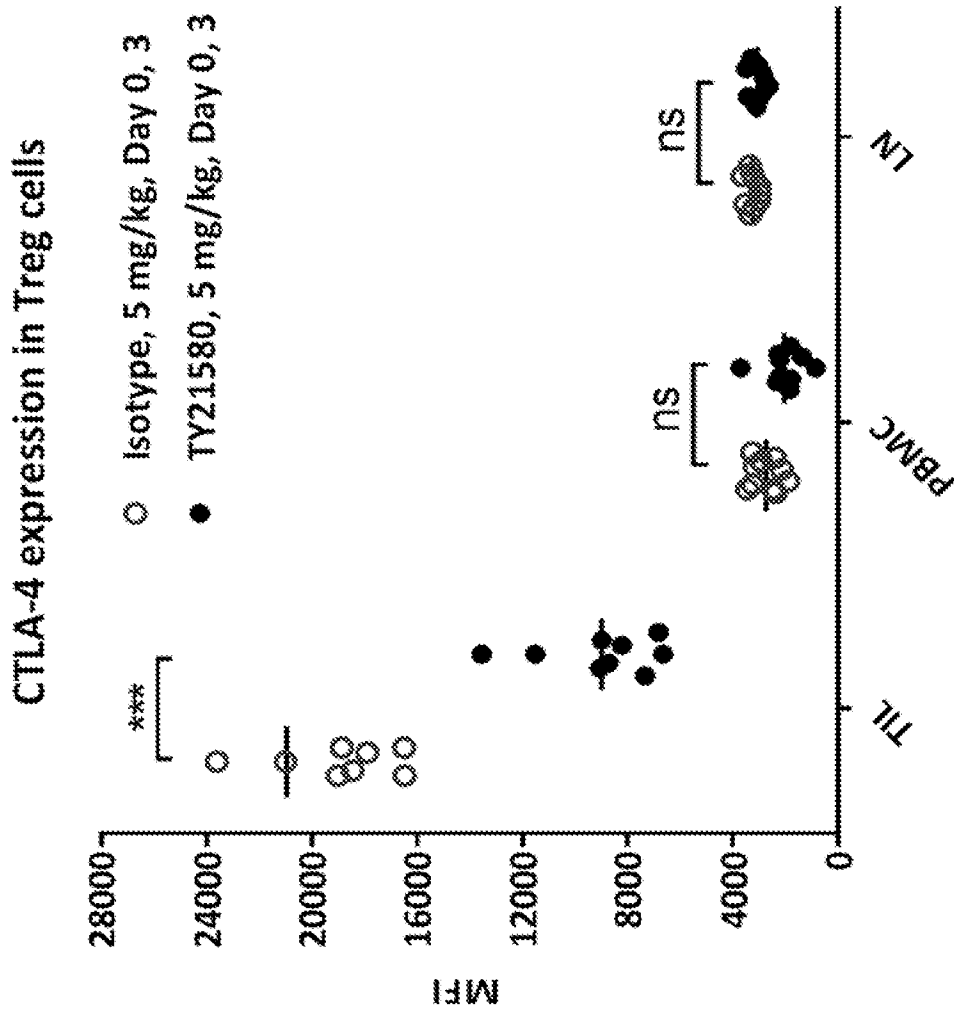 CTLA-4 expression in Treg cells
Isotype, 5 mg/kg, Day 0, 3
TY21580, 5 mg/kg, Day 0, 3
***
ns
ns
28000
24000
20000
16000
12000
8000
4000
0
MFI
TIL
PBMC
LN